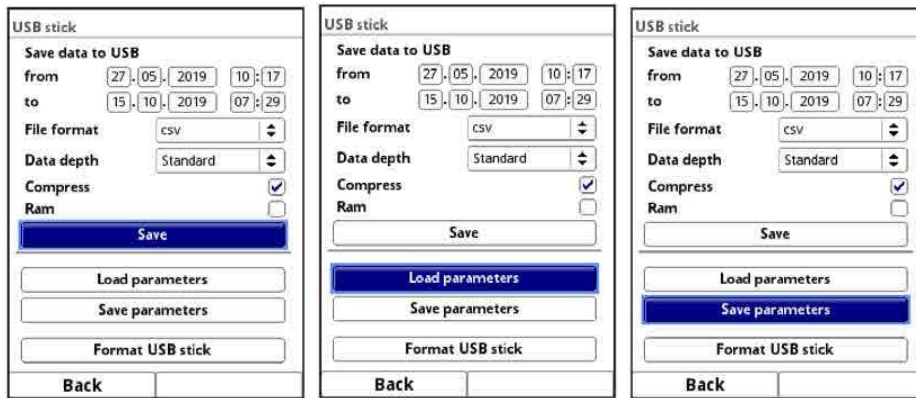 USB stick
Save data to USB
from 27. 05. 2019 10:17
to 15. 10. 2019 07:29
File format csv
Data depth Standard
Compress
Ram
Save
Load parameters
Save parameters
Format USB stick
Back
USB stick
Save data to USB
from 27. 05. 2019 10:17
to 15. 10. 2019 07:29
File format csv
Data depth Standard
Compress
Ram
Save
Load parameters
Save parameters
Format USB stick
Back
USB stick
Save data to USB
from 27. 05. 2019 10:17
to 15. 10. 2019 07:29
File format csv
Data depth Standard
Compress
Ram
Save
Load parameters
Save parameters
Format USB stick
Back